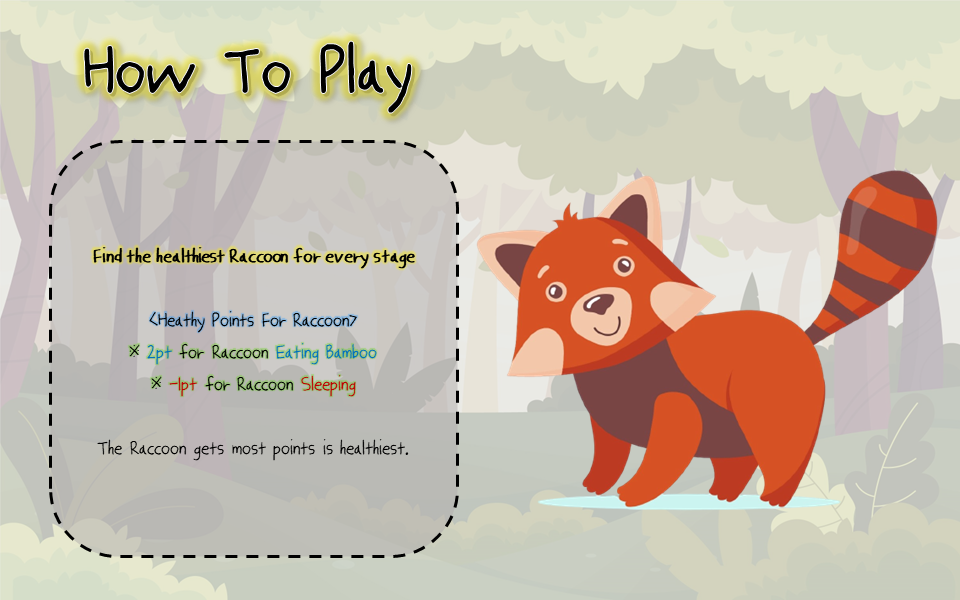 How To Play
Find the healthiest Raccoon for every stage
<Heathy Points For Raccoon>
※ 2pt for Raccoon Eating Bamboo
※ -1pt for Raccoon Sleeping
The Raccoon gets most points is healthiest.